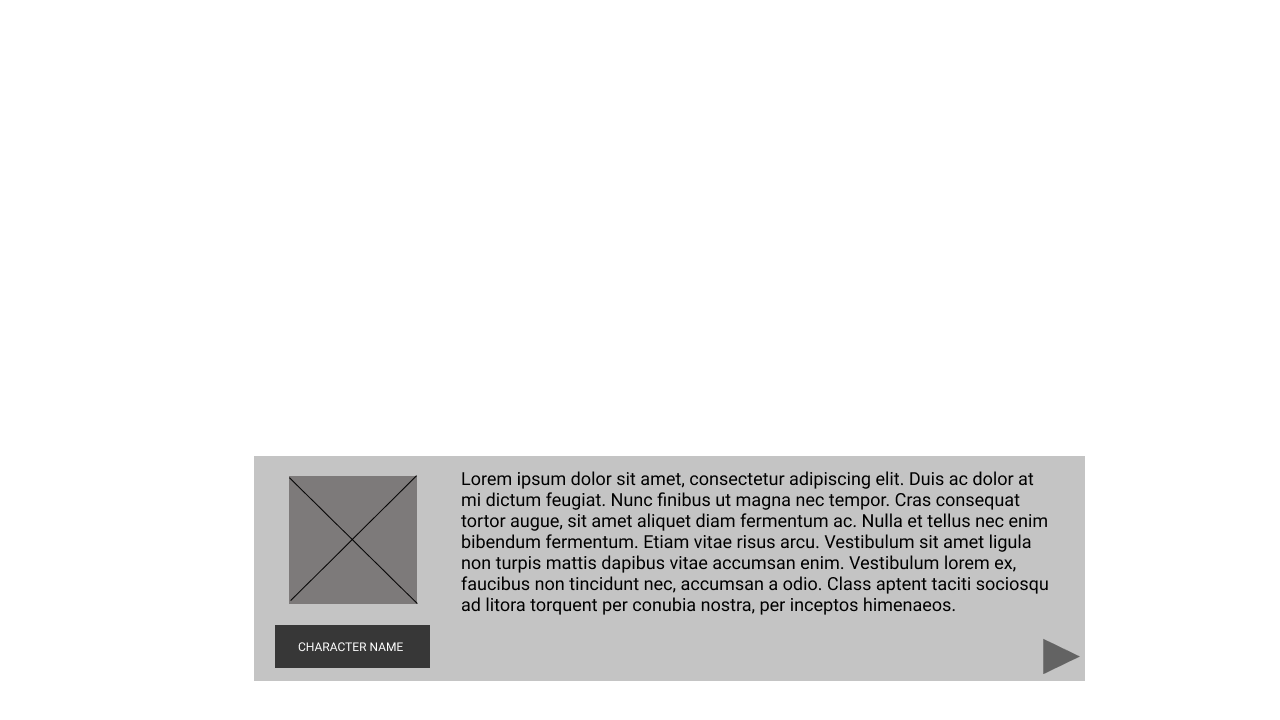 Lorem ipsum dolor sit amet, consectetur adipiscing elit. Duis ac dolor at
mi dictum feugiat. Nunc finibus ut magna nec tempor. Cras consequat
tortor augue, sit amet aliquet diam fermentum ac. Nulla et tellus nec enim
bibendum fermentum. Etiam vitae risus arcu. Vestibulum sit amet ligula
non turpis mattis dapibus vitae accumsan enim. Vestibulum lorem ex,
faucibus non tincidunt nec, accumsan a odio. Class aptent taciti sociosqu
ad litora torquent per conubia nostra, per inceptos himenaeos.
CHARACTER NAME